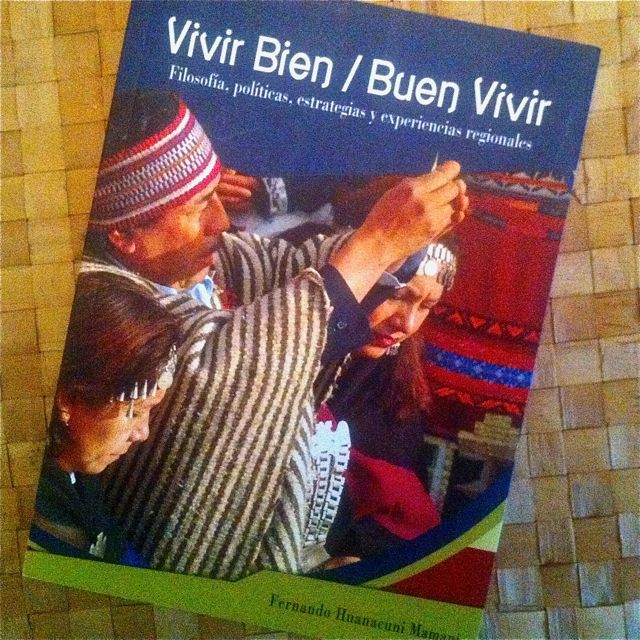 Vivir Bien / Buen Vivir
Filosofía, políticas, estrategias y experiencias regionales
Fernando Huanacuni Mamani